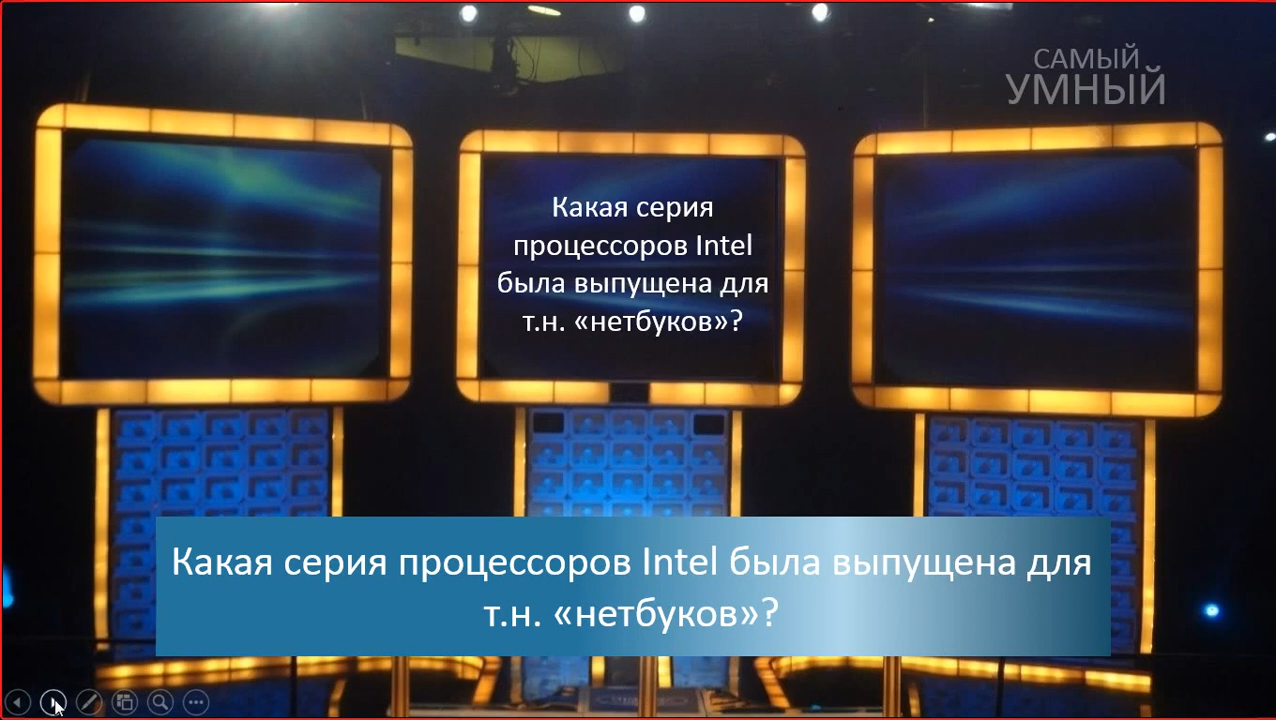 САМЫЙ
УМНЫЙ
Какая серия
процессоров Intel
была выпущена для
т.н. «нетбуков»?
Какая серия процессоров Intel была выпущена для
т.н. «нетбуков»?